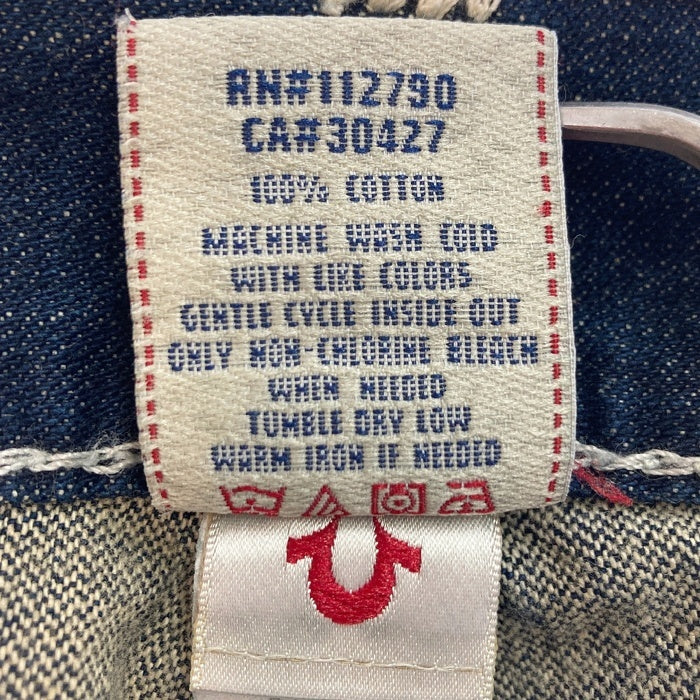 RN#112790
CA#30427
100% COTTON
MACHINE WASH COLD
WITH LIKE COLORS
GENTLE CYCLE INSIDE OUT
ONLY NON-CHLORINE BLEACH
WHEN NEEDED
TUMBLE DRY LOW
WARM IRON IF NEEDED